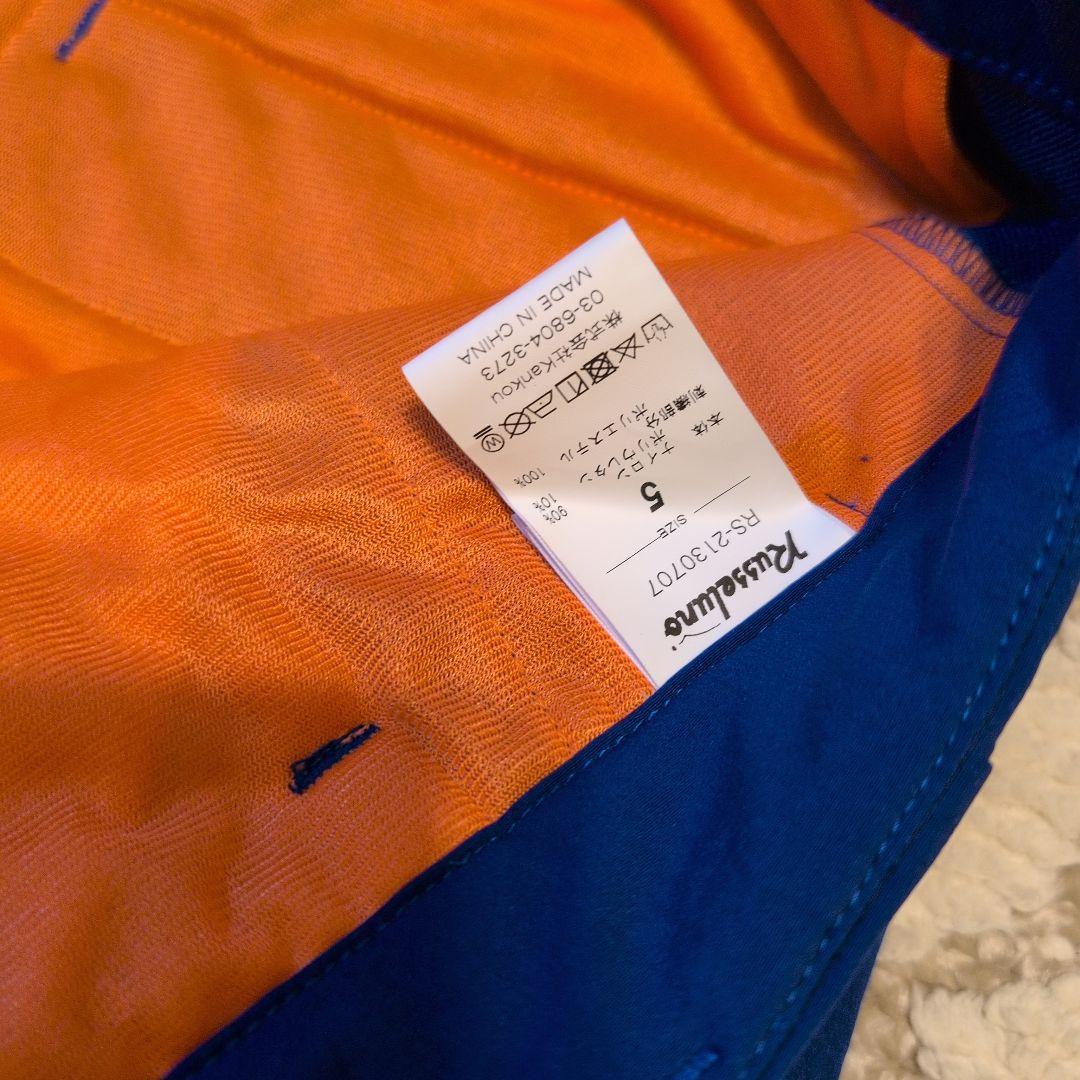 Russeluno
RS-2130707
SIZE
5
本体 ナイロン 90%
ポリウレタン 10%
刺繍部分 ポリエステル 100%
W
株式会社Kankou
03-6804-3273
MADE IN CHINA